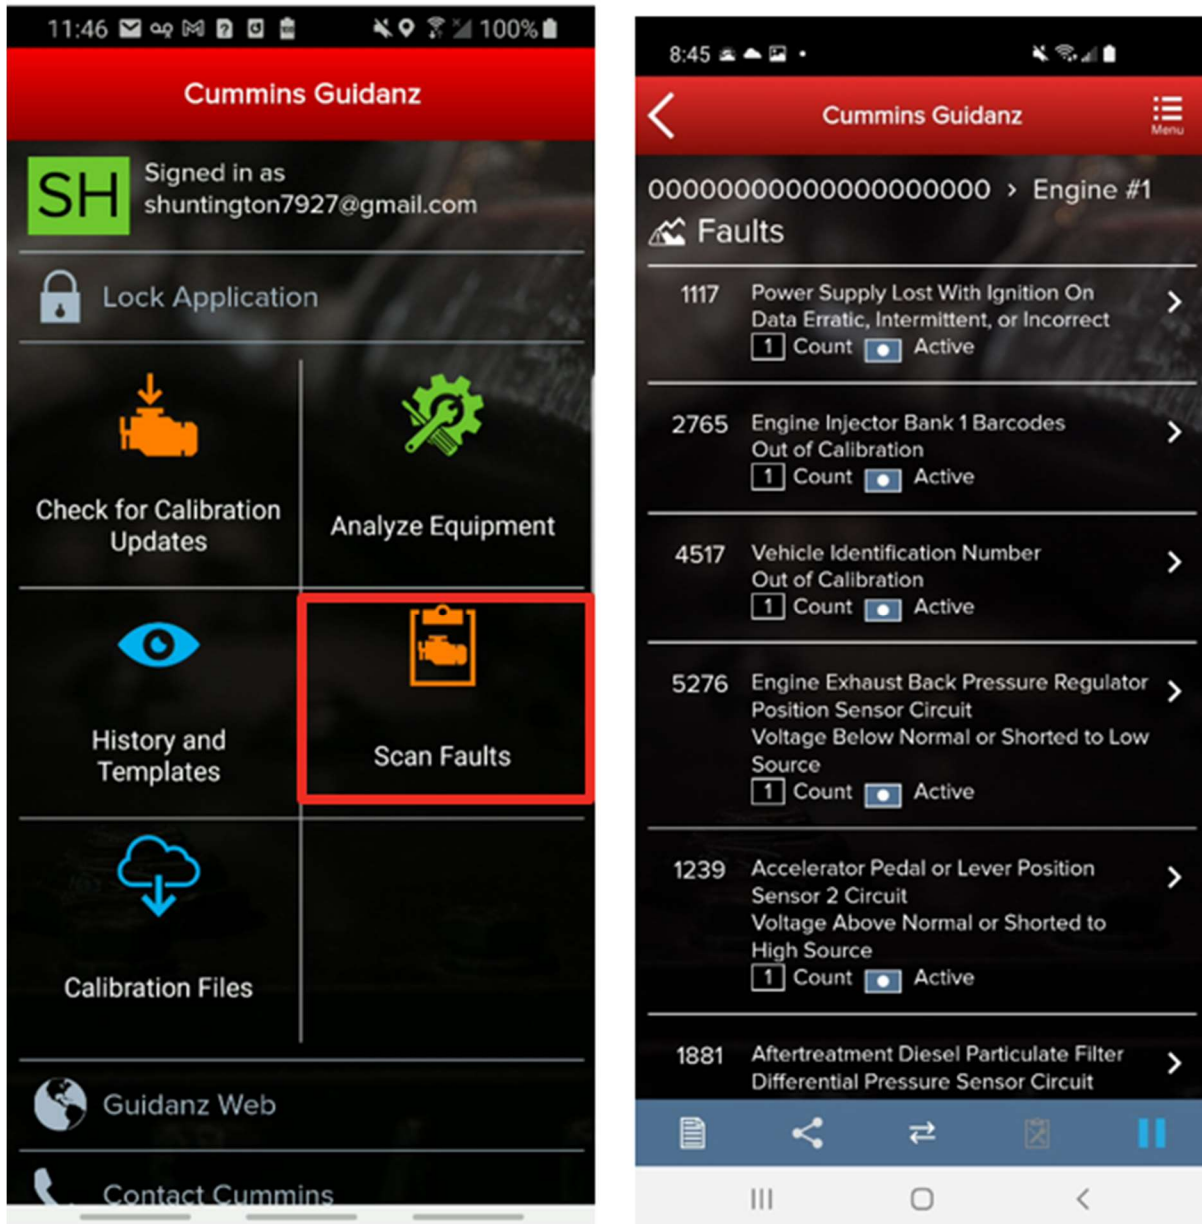 11:46
100%
Cummins Guidanz
SH
Signed in as
shuntington7927@gmail.com
Lock Application
Check for Calibration
Updates
Analyze Equipment
History and
Templates
Scan Faults
Calibration Files
Guidanz Web
Contact Cummins
8:45
Cummins Guidanz
Menu
00000000000000000000 > Engine #1
Faults
1117 Power Supply Lost With Ignition On
Data Erratic, Intermittent, or Incorrect
1 Count Active
2765 Engine Injector Bank 1 Barcodes
Out of Calibration
1 Count Active
4517 Vehicle Identification Number
Out of Calibration
1 Count Active
5276 Engine Exhaust Back Pressure Regulator
Position Sensor Circuit
Voltage Below Normal or Shorted to Low
Source
1 Count Active
1239 Accelerator Pedal or Lever Position
Sensor 2 Circuit
Voltage Above Normal or Shorted to
High Source
1 Count Active
1881 Aftertreatment Diesel Particulate Filter
Differential Pressure Sensor Circuit